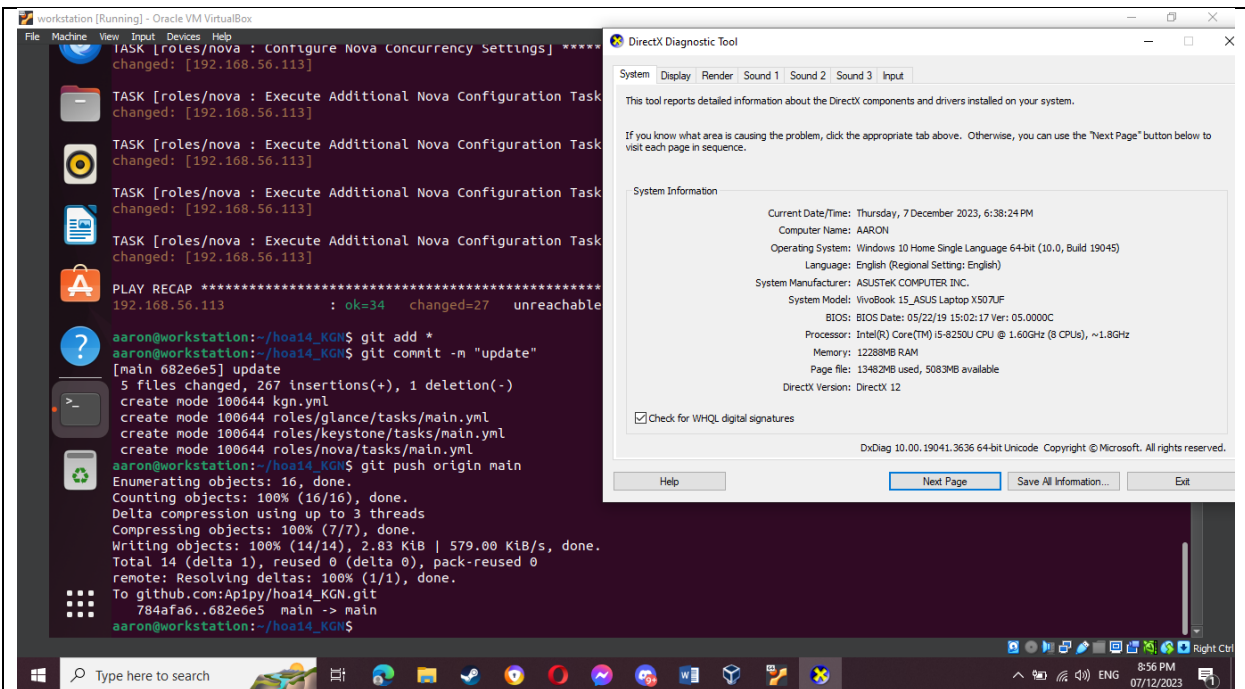 workstation [Running] - Oracle VM VirtualBox
File Machine View Input Devices Help
TASK [roles/nova : Configure Nova Concurrency Settings] *****
changed: [192.168.56.113]
TASK [roles/nova : Execute Additional Nova Configuration Task
changed: [192.168.56.113]
TASK [roles/nova : Execute Additional Nova Configuration Task
changed: [192.168.56.113]
TASK [roles/nova : Execute Additional Nova Configuration Task
changed: [192.168.56.113]
TASK [roles/nova : Execute Additional Nova Configuration Task
changed: [192.168.56.113]
PLAY RECAP ****************************************************
192.168.56.113 : ok=34 changed=27 unreachable
aaron@workstation:~/hoa14_KGN$ git add *
aaron@workstation:~/hoa14_KGN$ git commit -m "update"
[main 682e6e5] update
5 files changed, 267 insertions(+), 1 deletion(-)
create mode 100644 kgn.yml
create mode 100644 roles/glance/tasks/main.yml
create mode 100644 roles/keystone/tasks/main.yml
create mode 100644 roles/nova/tasks/main.yml
aaron@workstation:~/hoa14_KGN$ git push origin main
Enumerating objects: 16, done.
Counting objects: 100% (16/16), done.
Delta compression using up to 3 threads
Compressing objects: 100% (7/7), done.
Writing objects: 100% (14/14), 2.83 KiB | 579.00 KiB/s, done.
Total 14 (delta 1), reused 0 (delta 0), pack-reused 0
remote: Resolving deltas: 100% (1/1), done.
To github.com:Ap1py/hoa14_KGN.git
784afa6..682e6e5 main -> main
aaron@workstation:~/hoa14_KGN$
DirectX Diagnostic Tool
System Display Render Sound 1 Sound 2 Sound 3 Input
This tool reports detailed information about the DirectX components and drivers installed on your system.
If you know what area is causing the problem, click the appropriate tab above. Otherwise, you can use the "Next Page" button below to
visit each page in sequence.
System Information
Current Date/Time: Thursday, 7 December 2023, 6:38:24 PM
Computer Name: AARON
Operating System: Windows 10 Home Single Language 64-bit (10.0, Build 19045)
Language: English (Regional Setting: English)
System Manufacturer: ASUSTeK COMPUTER INC.
System Model: VivoBook 15_ASUS Laptop X507UF
BIOS: BIOS Date: 05/22/19 15:02:17 Ver: 05.0000C
Processor: Intel(R) Core(TM) i5-8250U CPU @ 1.60GHz (8 CPUs), ~1.8GHz
Memory: 12288MB RAM
Page file: 13482MB used, 5083MB available
DirectX Version: DirectX 12
Check for WHQL digital signatures
DxDiag 10.00.19041.3636 64-bit Unicode Copyright © Microsoft. All rights reserved.
Help Next Page Save All Information... Exit
Right Ctrl
Type here to search
ENG
8:56 PM
07/12/2023